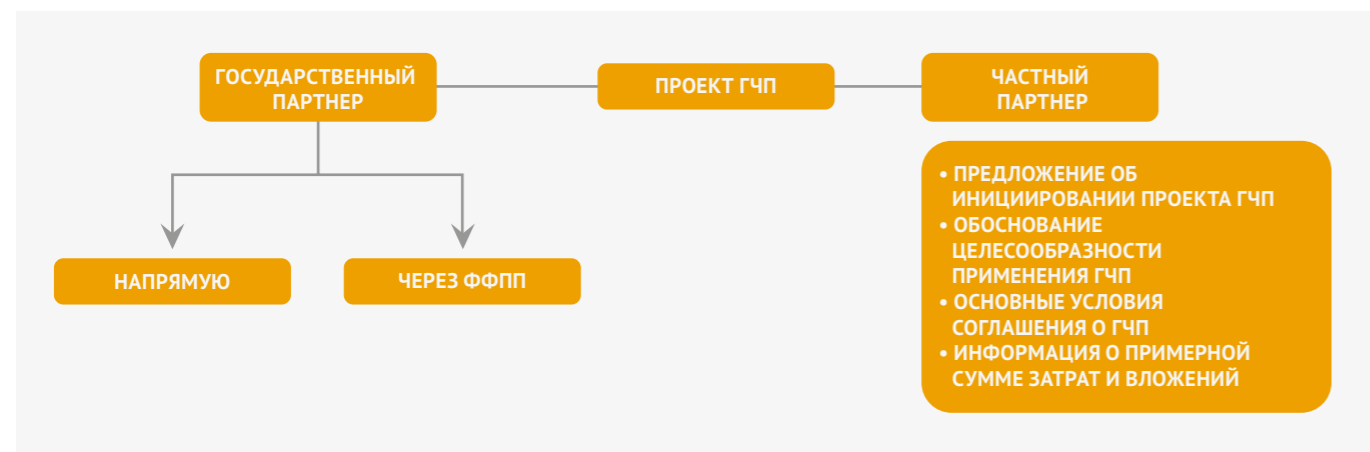 ГОСУДАРСТВЕННЫЙ
ПАРТНЕР
ПРОЕКТ ГЧП
ЧАСТНЫЙ
ПАРТНЕР
НАПРЯМУЮ
ЧЕРЕЗ ФФПП
• ПРЕДЛОЖЕНИЕ ОБ
ИНИЦИИРОВАНИИ ПРОЕКТА ГЧП
• ОБОСНОВАНИЕ
ЦЕЛЕСООБРАЗНОСТИ
ПРИМЕНЕНИЯ ГЧП
• ОСНОВНЫЕ УСЛОВИЯ
СОГЛАШЕНИЯ О ГЧП
• ИНФОРМАЦИЯ О ПРИМЕРНОЙ
СУММЕ ЗАТРАТ И ВЛОЖЕНИЙ